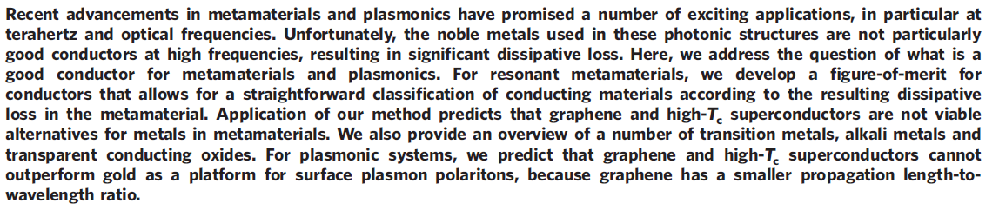 Recent advancements in metamaterials and plasmonics have promised a number of exciting applications, in particular at
terahertz and optical frequencies. Unfortunately, the noble metals used in these photonic structures are not particularly
good conductors at high frequencies, resulting in significant dissipative loss. Here, we address the question of what is a
good conductor for metamaterials and plasmonics. For resonant metamaterials, we develop a figure-of-merit for
conductors that allows for a straightforward classification of conducting materials according to the resulting dissipative
loss in the metamaterial. Application of our method predicts that graphene and high-Tc superconductors are not viable
alternatives for metals in metamaterials. We also provide an overview of a number of transition metals, alkali metals and
transparent conducting oxides. For plasmonic systems, we predict that graphene and high-Tc superconductors cannot
outperform gold as a platform for surface plasmon polaritons, because graphene has a smaller propagation length-to-
wavelength ratio.